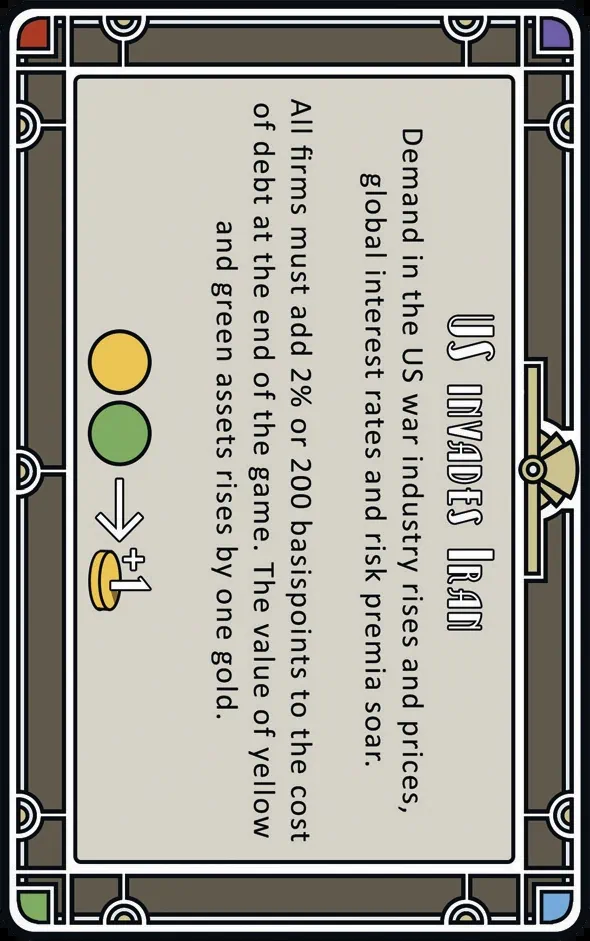 US Invades Iran
Demand in the US war industry rises and prices,
global interest rates and risk premia soar.
All firms must add 2% or 200 basispoints to the cost
of debt at the end of the game. The value of yellow
and green assets rises by one gold.
+1